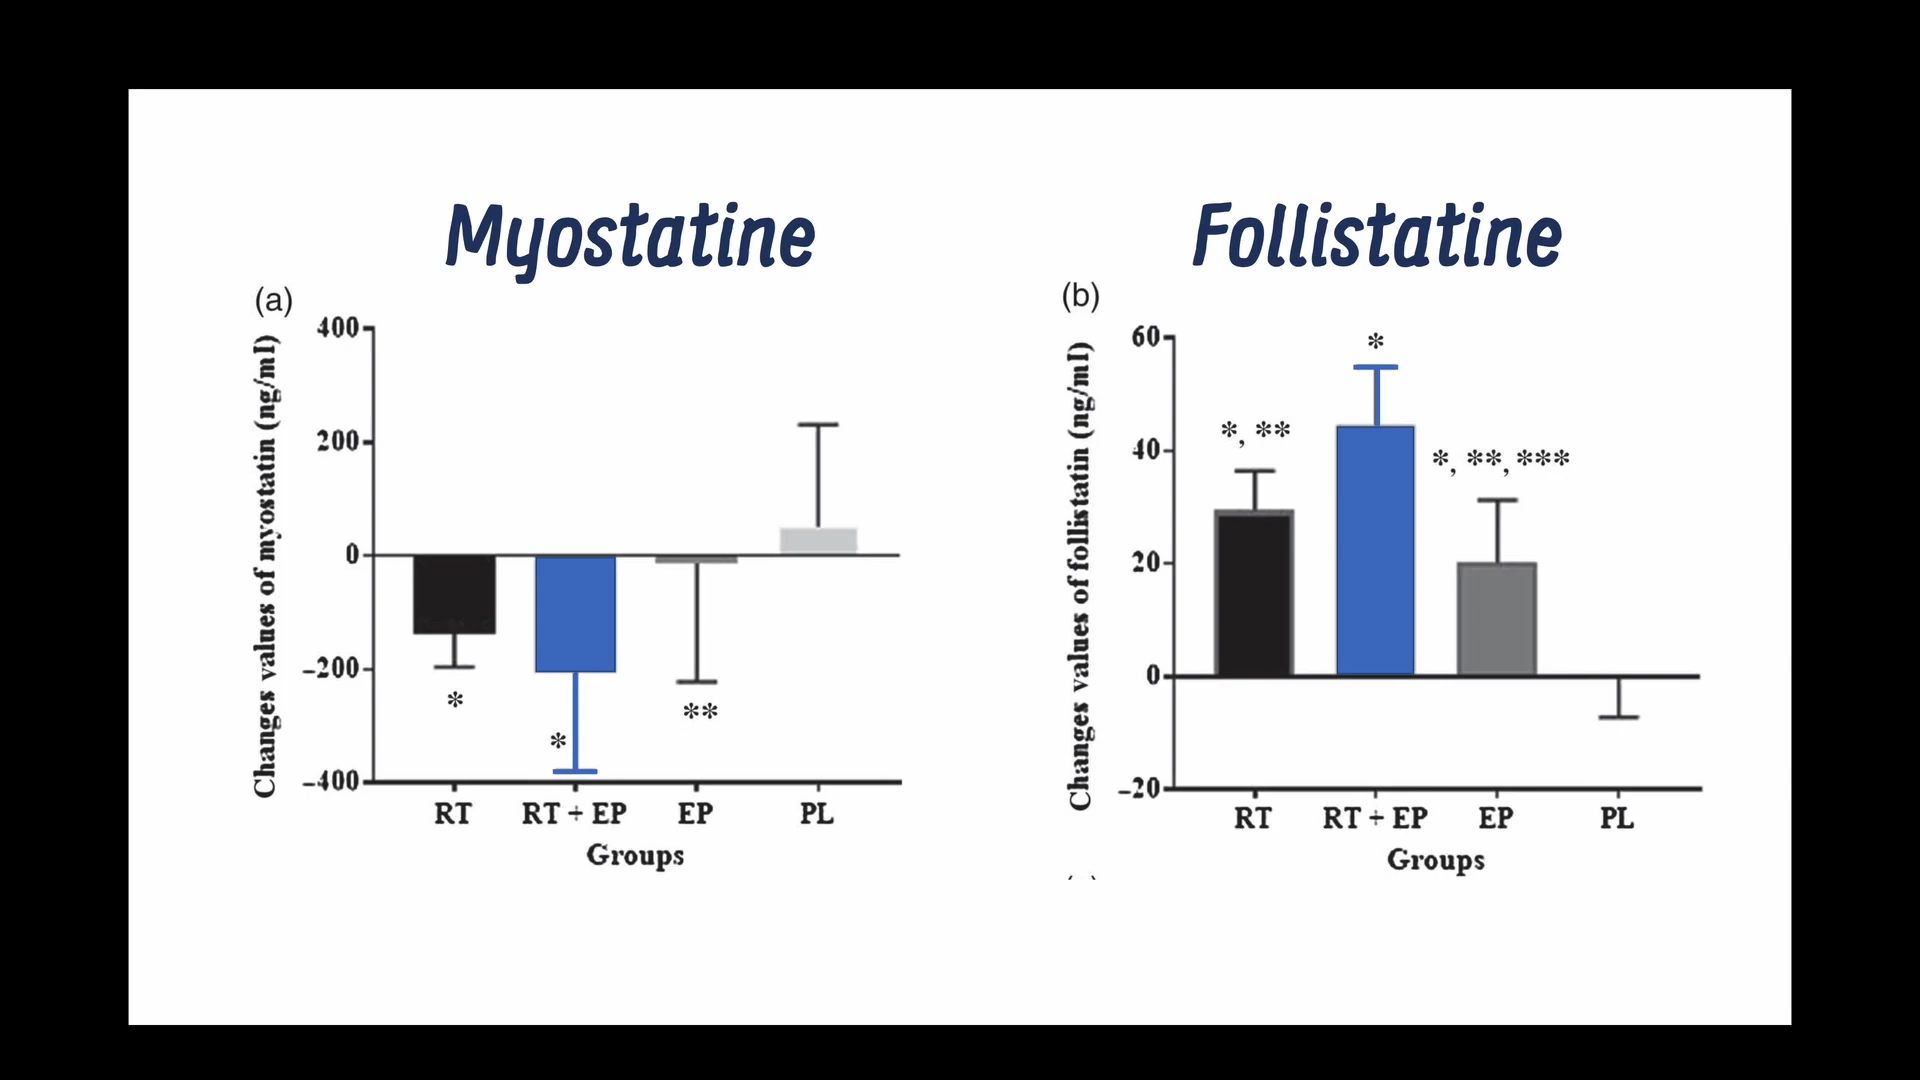 Myostatine
(a)
Changes values of myostatin (ng/ml)
400
200
0
-200
-400
*
*
**
RT
RT + EP
EP
PL
Groups
Follistatine
(b)
Changes values of follistatin (ng/ml)
60
40
20
0
-20
*, **
*
*, **, ***
RT
RT + EP
EP
PL
Groups